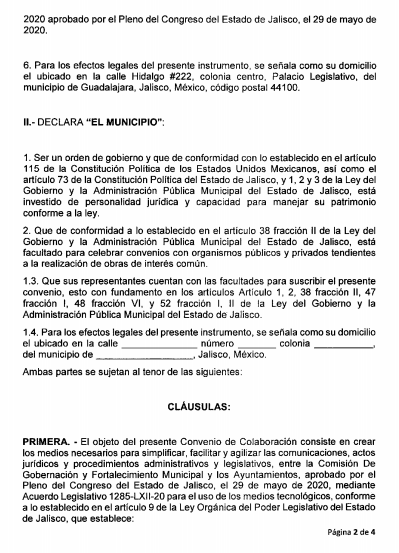 2020 aprobado por el Pleno del Congreso del Estado de Jalisco, el 29 de mayo de
2020.
6. Para los efectos legales del presente instrumento, se señala como su domicilio
el ubicado en la calle Hidalgo #222, colonia centro, Palacio Legislativo, del
municipio de Guadalajara, Jalisco, México, código postal 44100.
II.- DECLARA “EL MUNICIPIO”:
1. Ser un orden de gobierno y que de conformidad con lo establecido en el artículo
115 de la Constitución Política de los Estados Unidos Mexicanos, así como el
artículo 73 de la Constitución Política del Estado de Jalisco, y 1, 2 y 3 de la Ley del
Gobierno y la Administración Pública Municipal del Estado de Jalisco, está
investido de personalidad jurídica y capacidad para manejar su patrimonio
conforme a la ley.
2. Que de conformidad a lo establecido en el articulo 38 fracción II de la Ley del
Gobierno y la Administración Pública Municipal del Estado de Jalisco, está
facultado para celebrar convenios con organismos públicos y privados tendientes
a la realización de obras de interés común.
1.3. Que sus representantes cuentan con las facultades para suscribir el presente
convenio, esto con fundamento en los artículos Artículo 1, 2, 38 fracción II, 47
fracción I, 48 fracción VI, y 52 fracción I, II de la Ley del Gobierno y la
Administración Pública Municipal del Estado de Jalisco.
1.4. Para los efectos legales del presente instrumento, se señala como su domicilio
el ubicado en la calle ________________ número ________ colonia ____________,
del municipio de ____________________, Jalisco, México.
Ambas partes se sujetan al tenor de las siguientes:
CLÁUSULAS:
PRIMERA. - El objeto del presente Convenio de Colaboración consiste en crear
los medios necesarios para simplificar, facilitar y agilizar las comunicaciones, actos
jurídicos y procedimientos administrativos y legislativos, entre la Comisión De
Gobernación y Fortalecimiento Municipal y los Ayuntamientos, aprobado por el
Pleno del Congreso del Estado de Jalisco, el 29 de mayo de 2020, mediante
Acuerdo Legislativo 1285-LXII-20 para el uso de los medios tecnológicos, conforme
a lo establecido en el artículo 9 de la Ley Orgánica del Poder Legislativo del Estado
de Jalisco, que establece:
Página 2 de 4